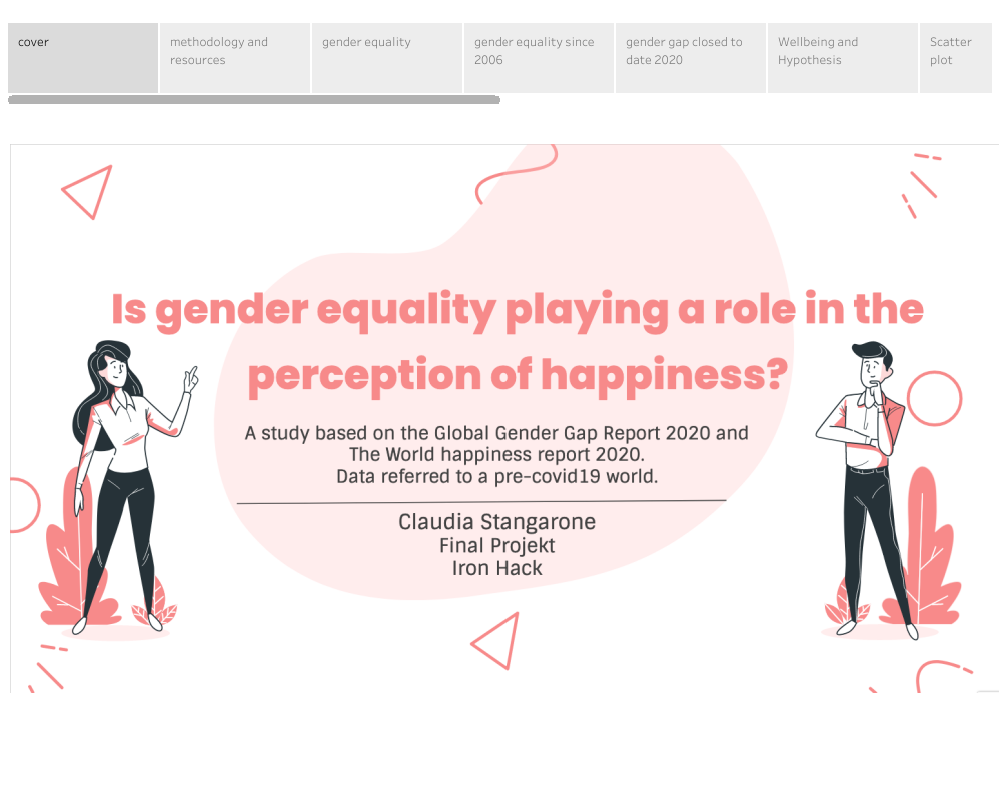 cover
methodology and
resources
gender equality
gender equality since
2006
gender gap closed to
date 2020
Wellbeing and
Hypothesis
Scatter
plot
Is gender equality playing a role in the
perception of happiness?
A study based on the Global Gender Gap Report 2020 and
The World happiness report 2020.
Data referred to a pre-covid19 world.
Claudia Stangarone
Final Projekt
Iron Hack